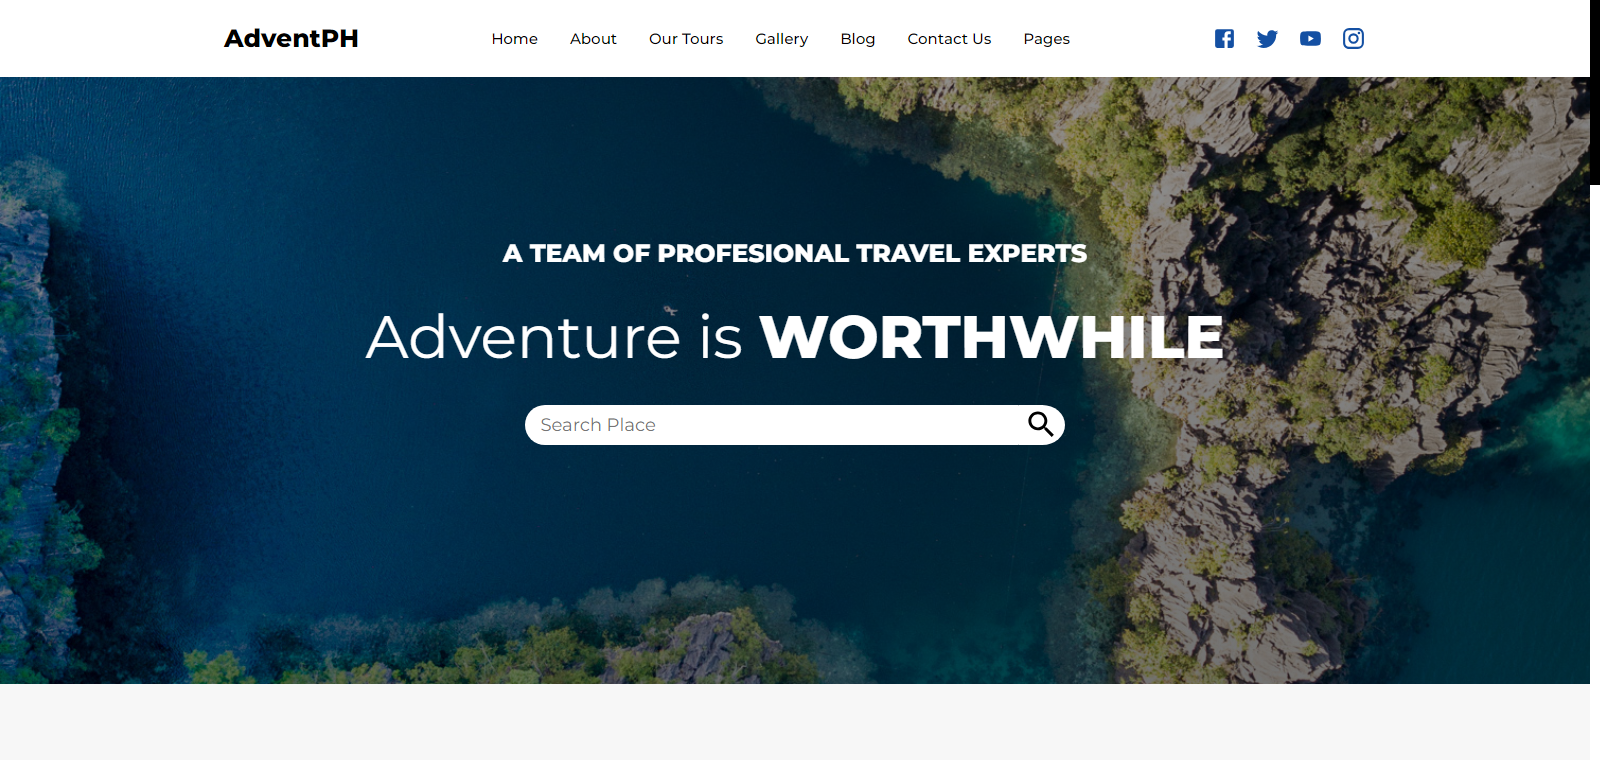 AdventPH Home About Our Tours Gallery Blog Contact Us Pages
A TEAM OF PROFESIONAL TRAVEL EXPERTS
Adventure is WORTHWHILE
Search Place